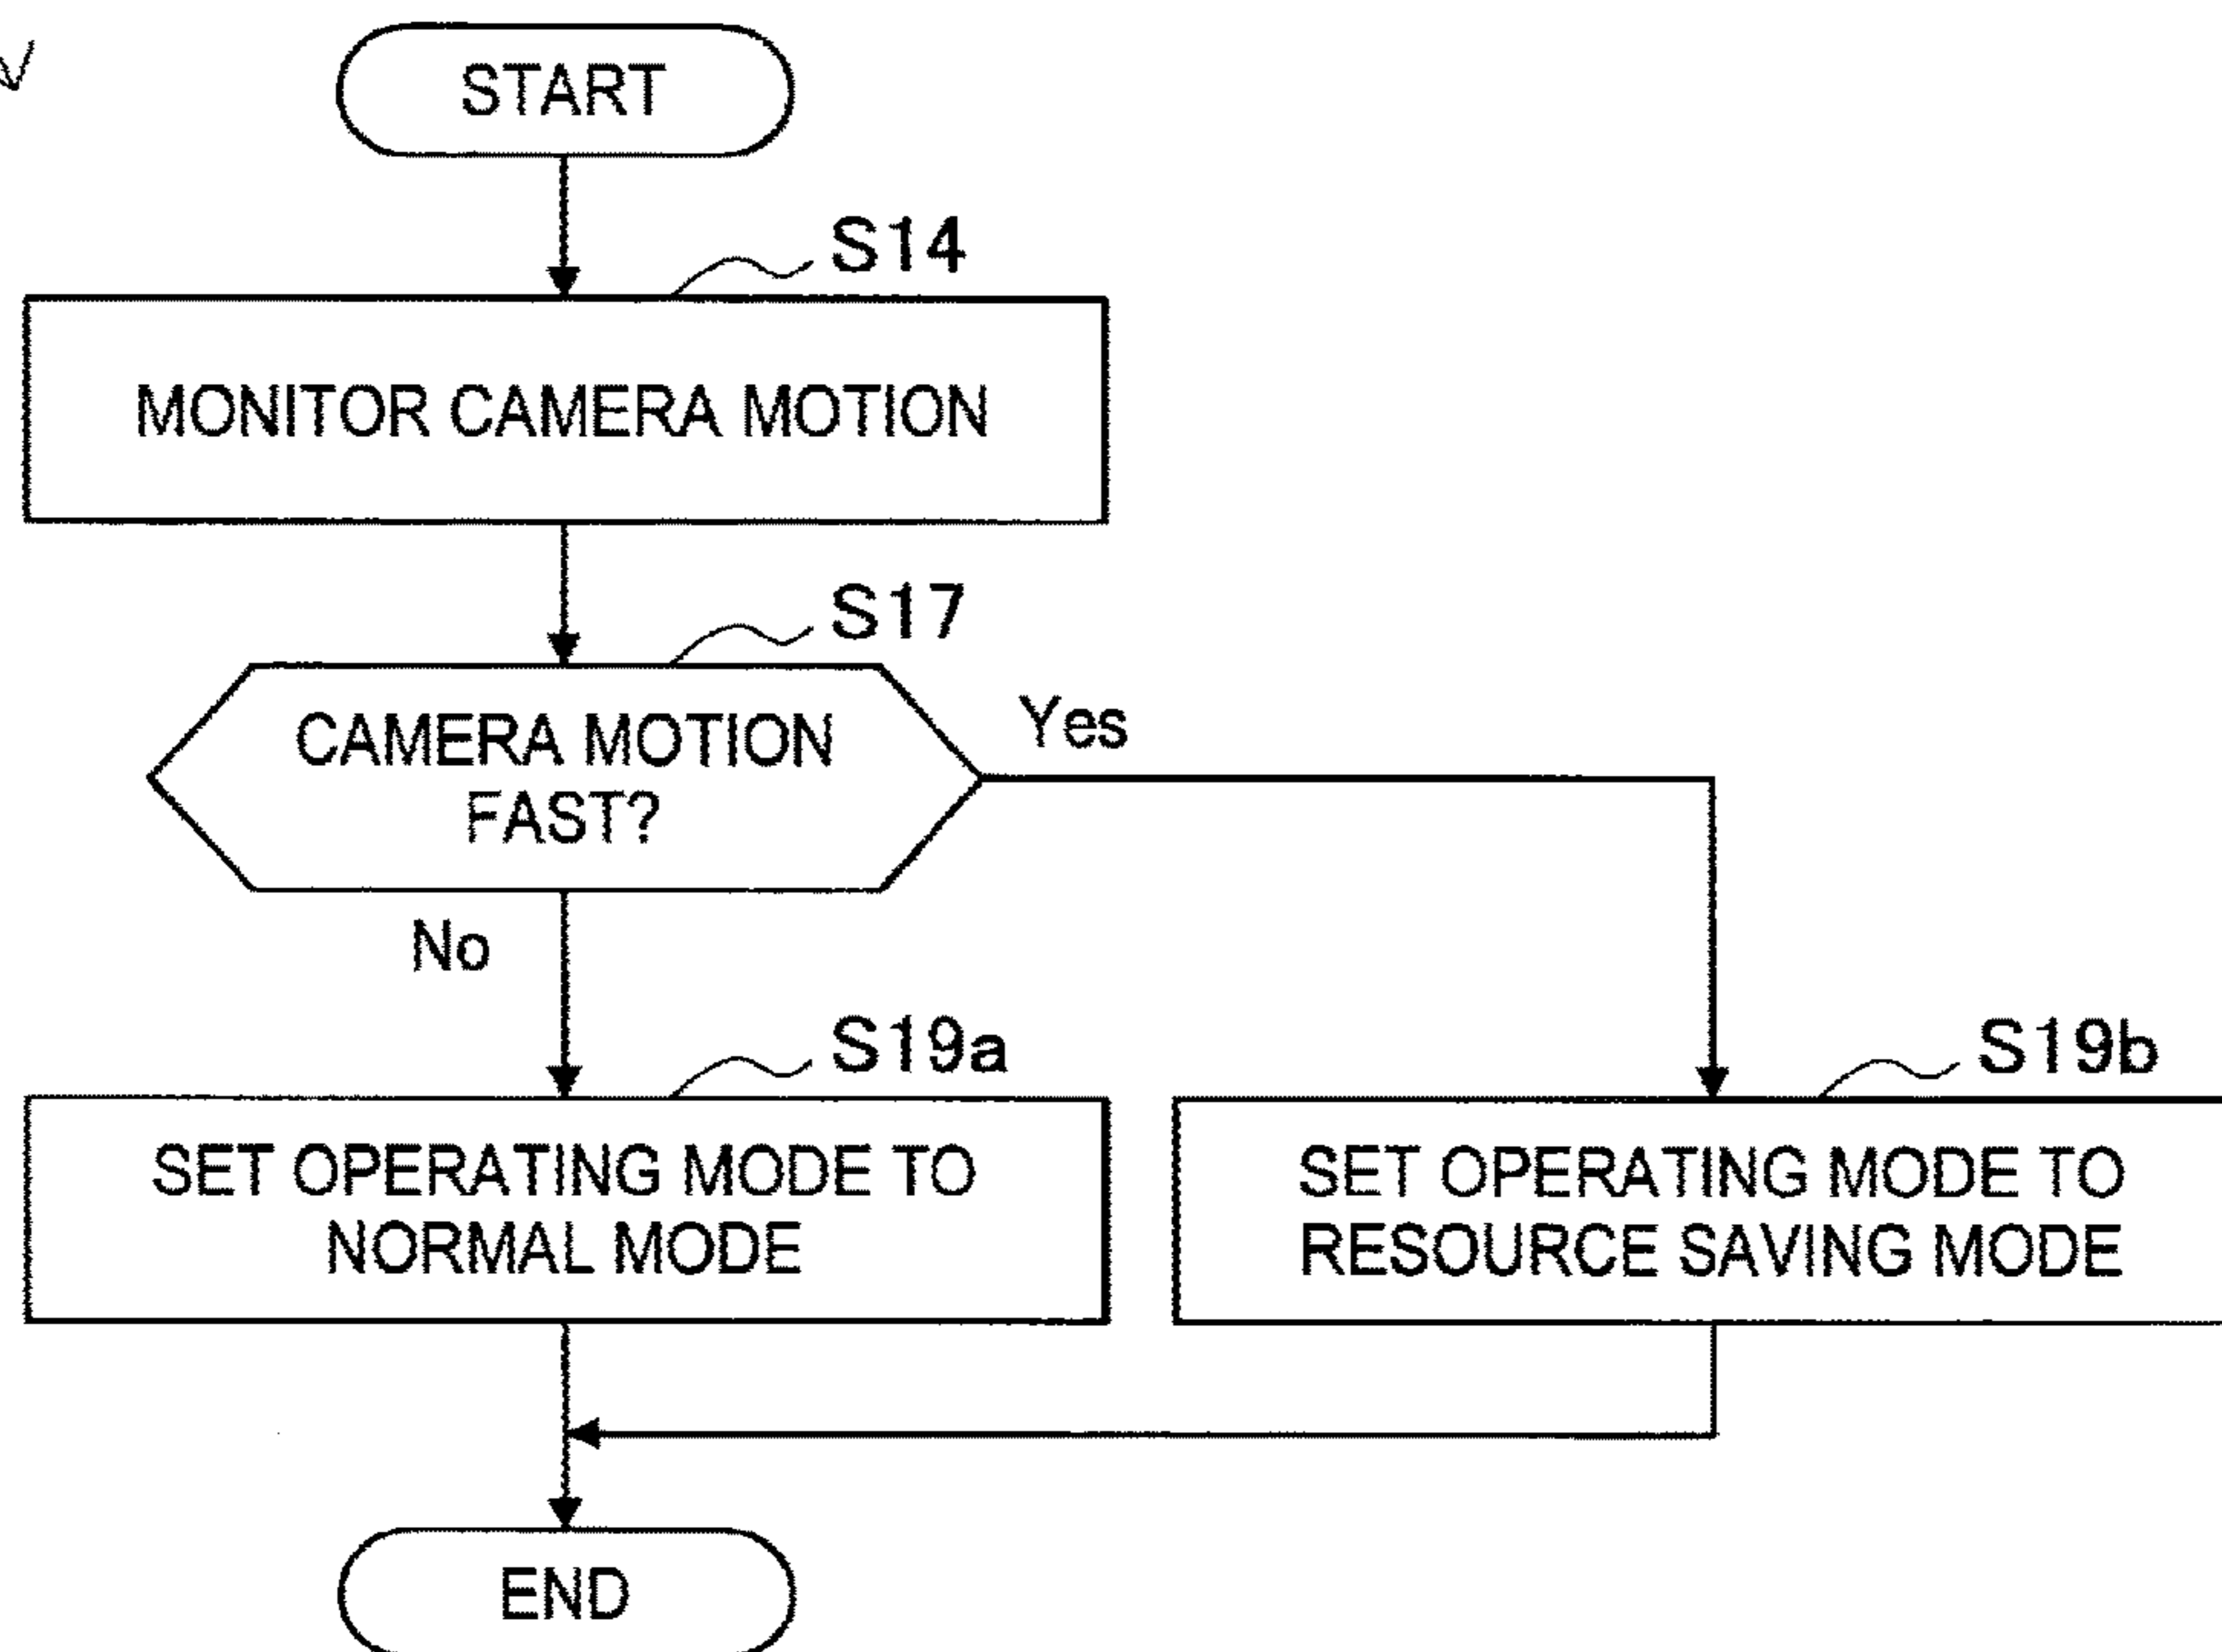 START
S14
MONITOR CAMERA MOTION
S17
CAMERA MOTION
FAST?
Yes
No
S19a
SET OPERATING MODE TO
NORMAL MODE
S19b
SET OPERATING MODE TO
RESOURCE SAVING MODE
END